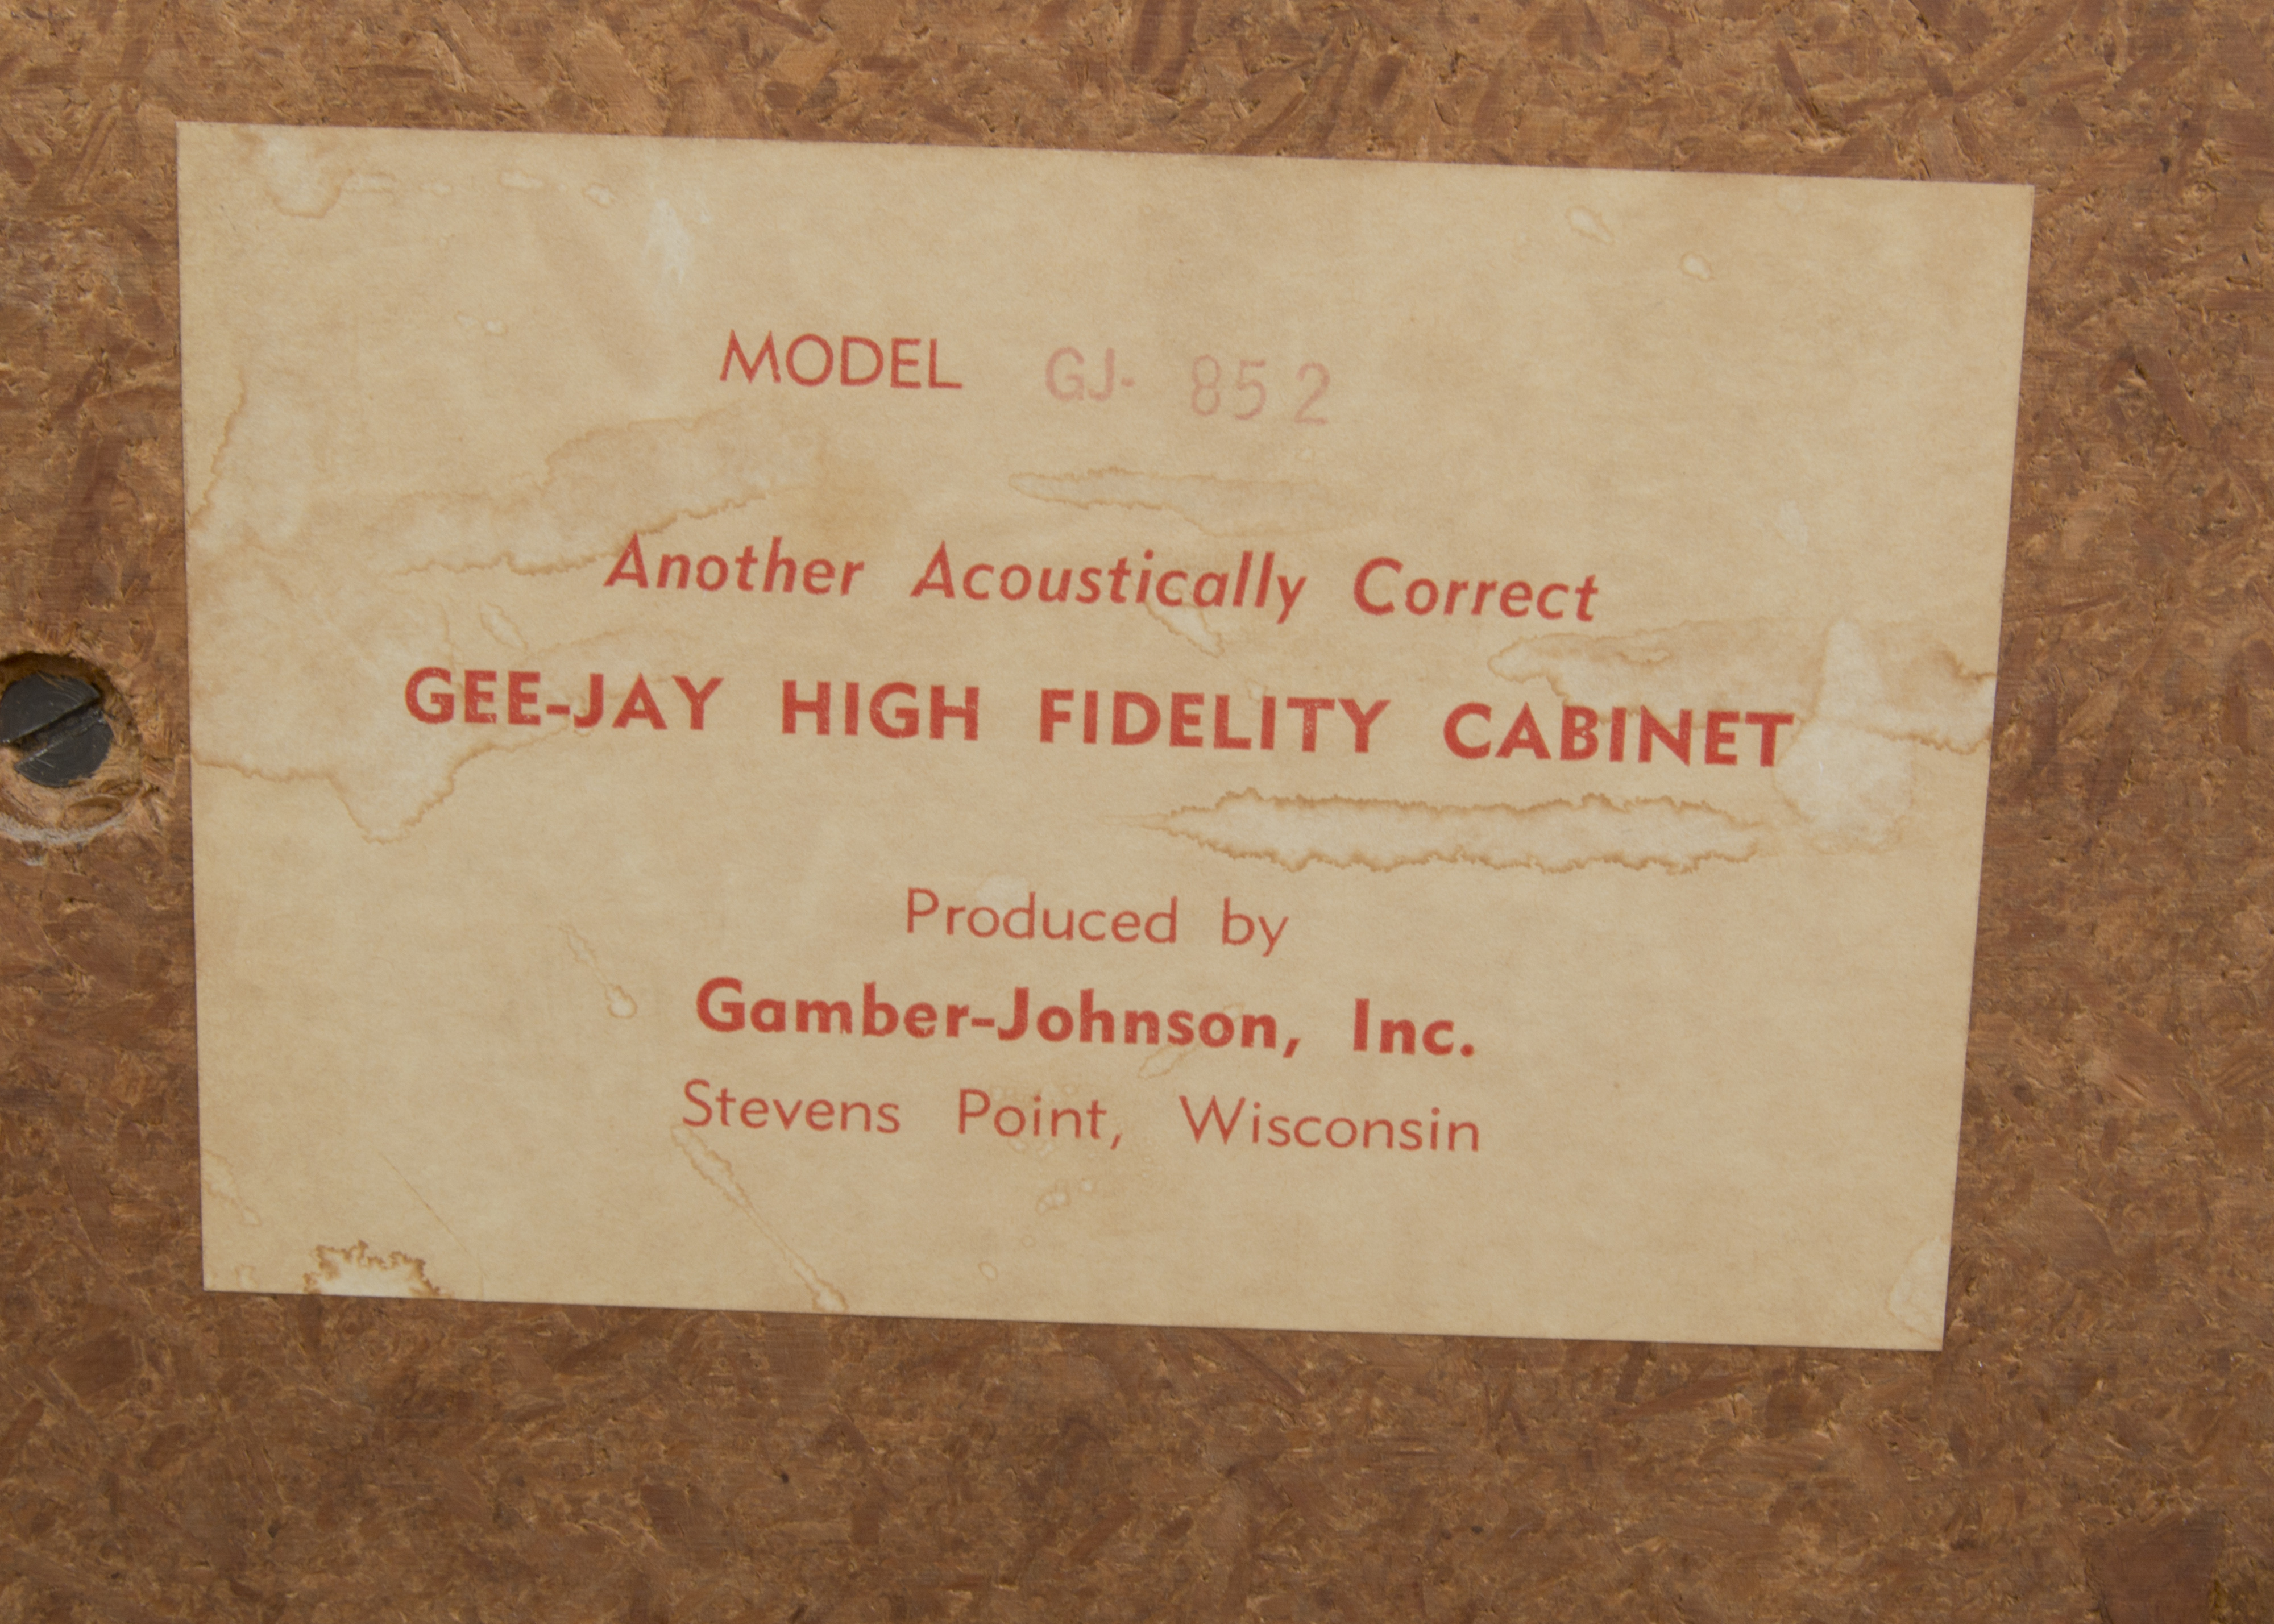 MODEL GJ- 852
Another Acoustically Correct
GEE-JAY HIGH FIDELITY CABINET
Produced by
Gamber-Johnson, Inc.
Stevens Point, Wisconsin